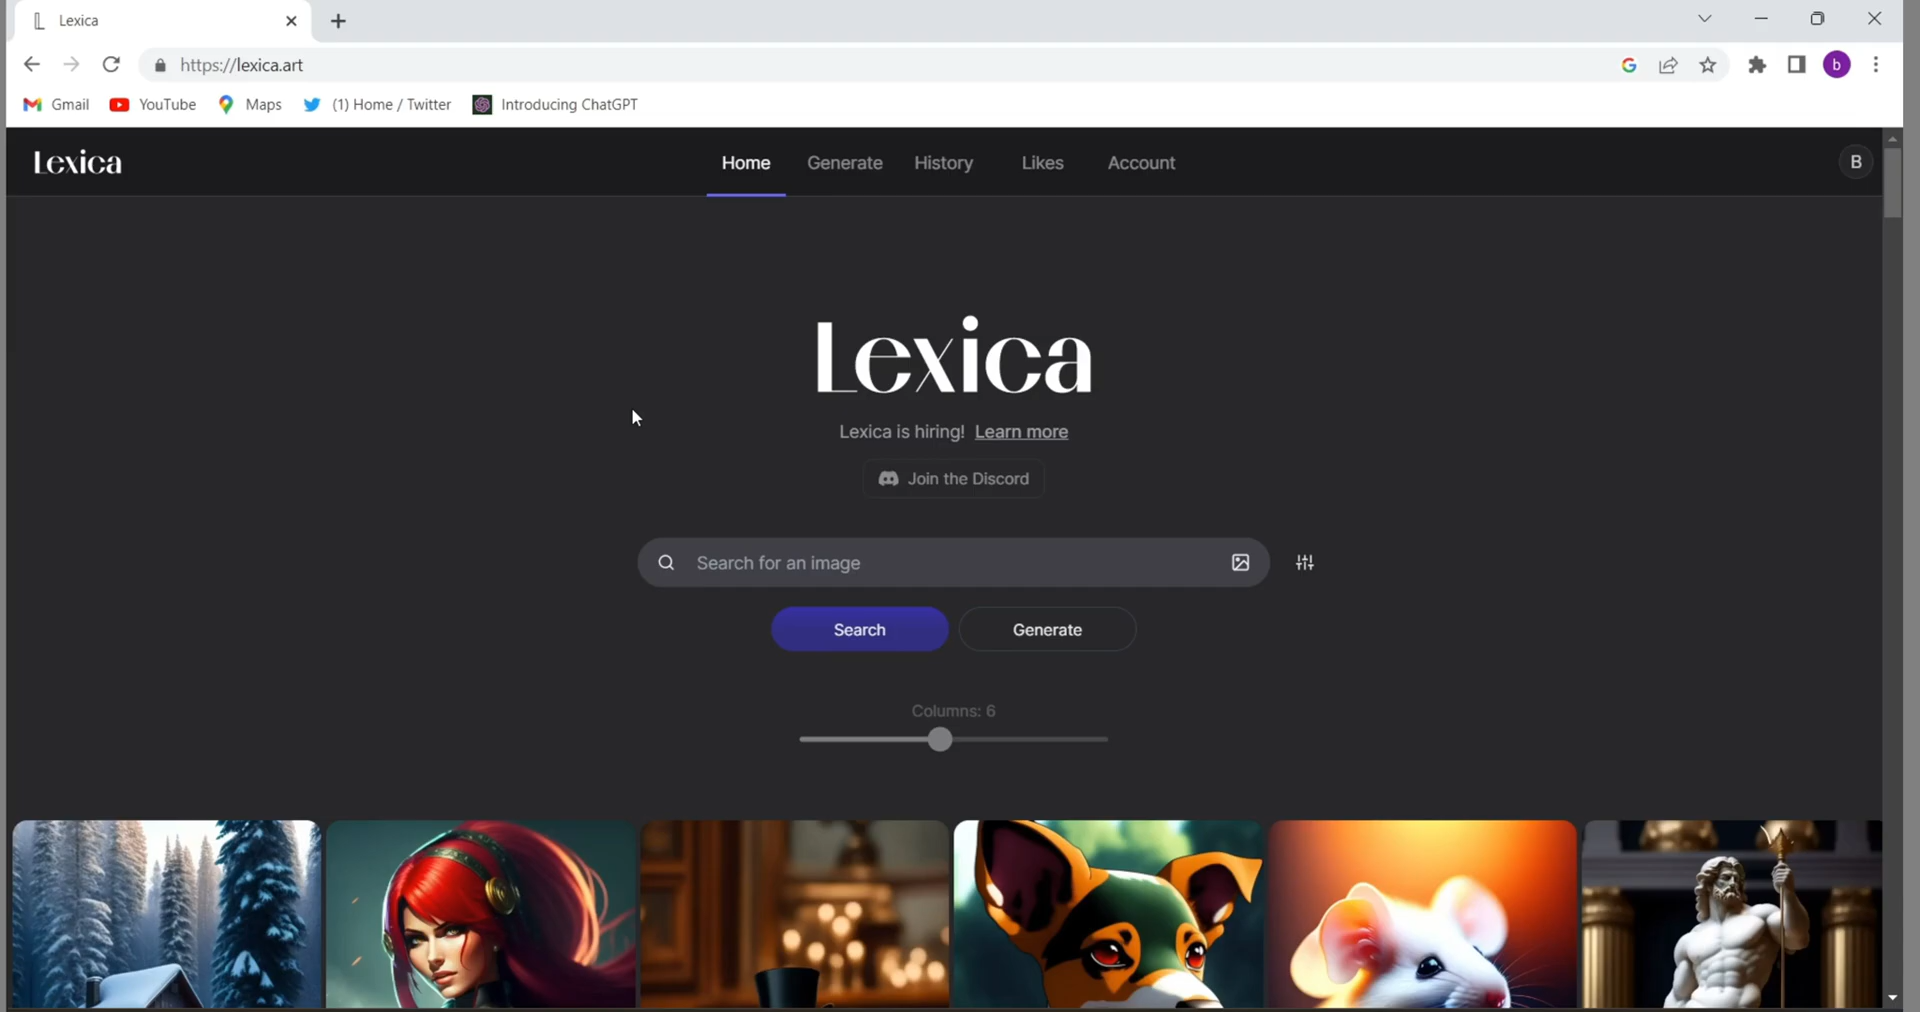 Lexica
https://lexica.art
b
Gmail YouTube Maps (1) Home / Twitter Introducing ChatGPT
Lexica Home Generate History Likes Account B
Lexica
Lexica is hiring! Learn more
Join the Discord
Search for an image
Search Generate
Columns: 6